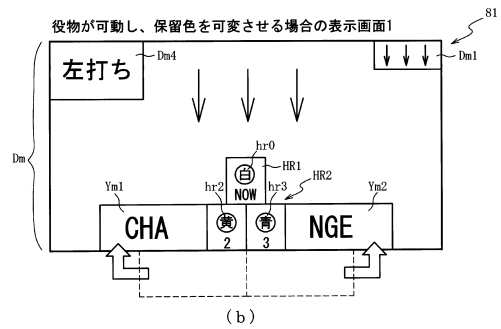 役物が可動し、保留色を可変させる場合の表示画面1
81
左打ち
Dm4
Dm1
Dm
hr0
白
HR1
NOW
hr2
hr3
HR2
Ym1
Ym2
CHA
黄
2
青
3
NGE
(b)